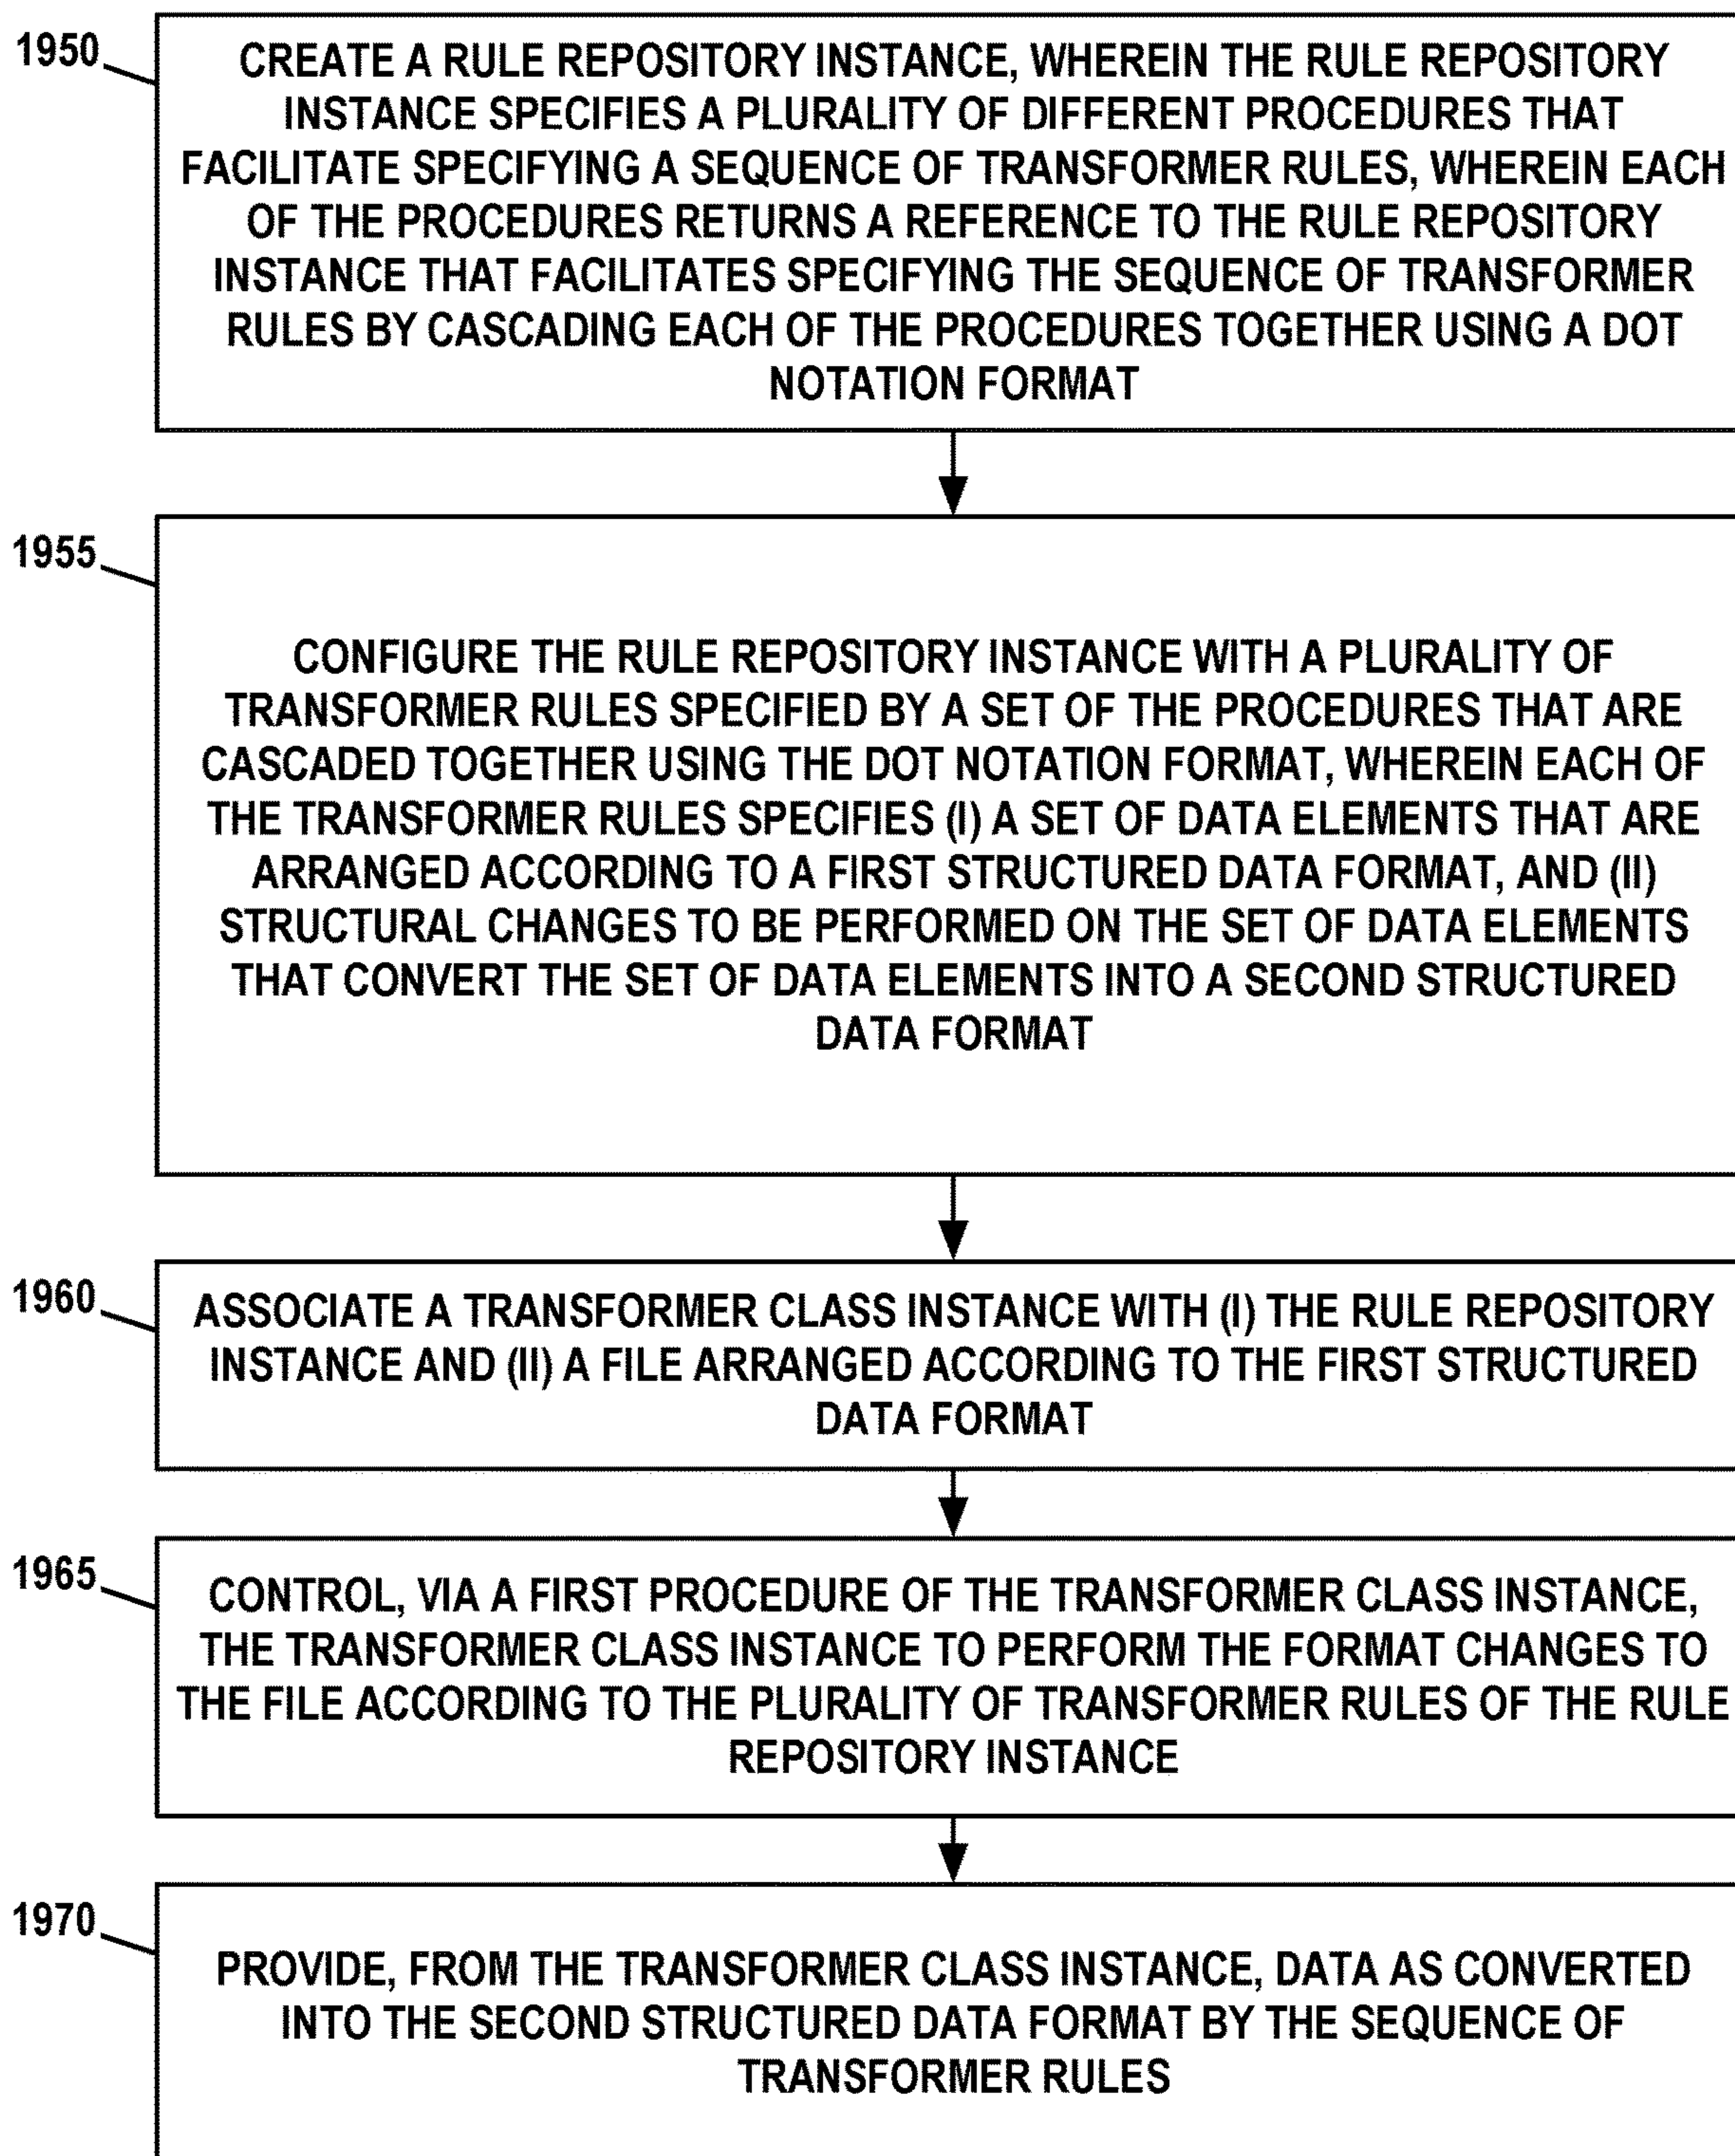 1950
CREATE A RULE REPOSITORY INSTANCE, WHEREIN THE RULE REPOSITORY
INSTANCE SPECIFIES A PLURALITY OF DIFFERENT PROCEDURES THAT
FACILITATE SPECIFYING A SEQUENCE OF TRANSFORMER RULES, WHEREIN EACH
OF THE PROCEDURES RETURNS A REFERENCE TO THE RULE REPOSITORY
INSTANCE THAT FACILITATES SPECIFYING THE SEQUENCE OF TRANSFORMER
RULES BY CASCADING EACH OF THE PROCEDURES TOGETHER USING A DOT
NOTATION FORMAT
1955
CONFIGURE THE RULE REPOSITORY INSTANCE WITH A PLURALITY OF
TRANSFORMER RULES SPECIFIED BY A SET OF THE PROCEDURES THAT ARE
CASCADED TOGETHER USING THE DOT NOTATION FORMAT, WHEREIN EACH OF
THE TRANSFORMER RULES SPECIFIES (I) A SET OF DATA ELEMENTS THAT ARE
ARRANGED ACCORDING TO A FIRST STRUCTURED DATA FORMAT, AND (II)
STRUCTURAL CHANGES TO BE PERFORMED ON THE SET OF DATA ELEMENTS
THAT CONVERT THE SET OF DATA ELEMENTS INTO A SECOND STRUCTURED
DATA FORMAT
1960
ASSOCIATE A TRANSFORMER CLASS INSTANCE WITH (I) THE RULE REPOSITORY
INSTANCE AND (II) A FILE ARRANGED ACCORDING TO THE FIRST STRUCTURED
DATA FORMAT
1965
CONTROL, VIA A FIRST PROCEDURE OF THE TRANSFORMER CLASS INSTANCE,
THE TRANSFORMER CLASS INSTANCE TO PERFORM THE FORMAT CHANGES TO
THE FILE ACCORDING TO THE PLURALITY OF TRANSFORMER RULES OF THE RULE
REPOSITORY INSTANCE
1970
PROVIDE, FROM THE TRANSFORMER CLASS INSTANCE, DATA AS CONVERTED
INTO THE SECOND STRUCTURED DATA FORMAT BY THE SEQUENCE OF
TRANSFORMER RULES